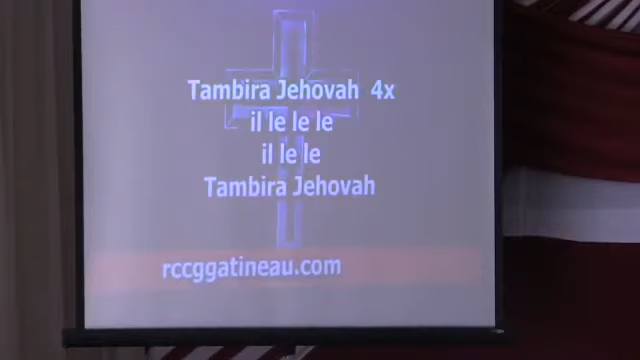 Tambira Jehovah 4x
il le le le
il le le
Tambira Jehovah
rccggatineau.com